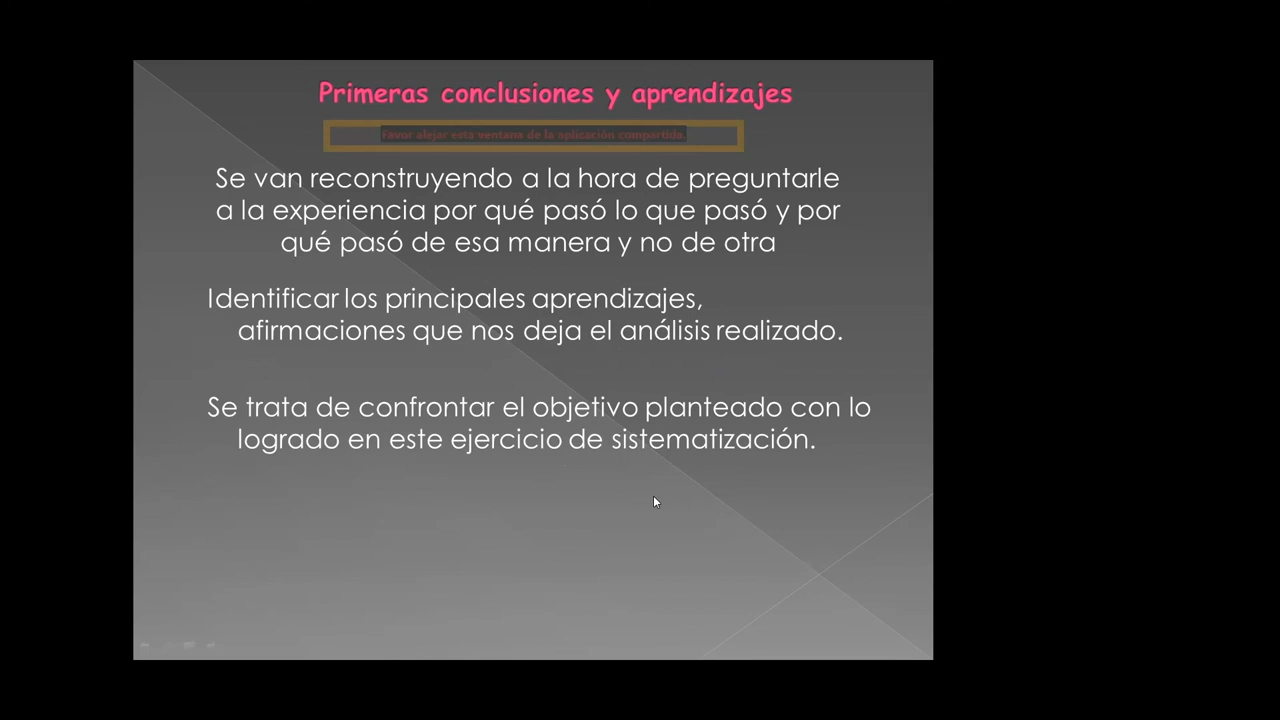 Primeras conclusiones y aprendizajes
Favor alejar esta ventana de la aplicación compartida.
Se van reconstruyendo a la hora de preguntarle
a la experiencia por qué pasó lo que pasó y por
qué pasó de esa manera y no de otra
Identificar los principales aprendizajes,
afirmaciones que nos deja el análisis realizado.
Se trata de confrontar el objetivo planteado con lo
logrado en este ejercicio de sistematización.